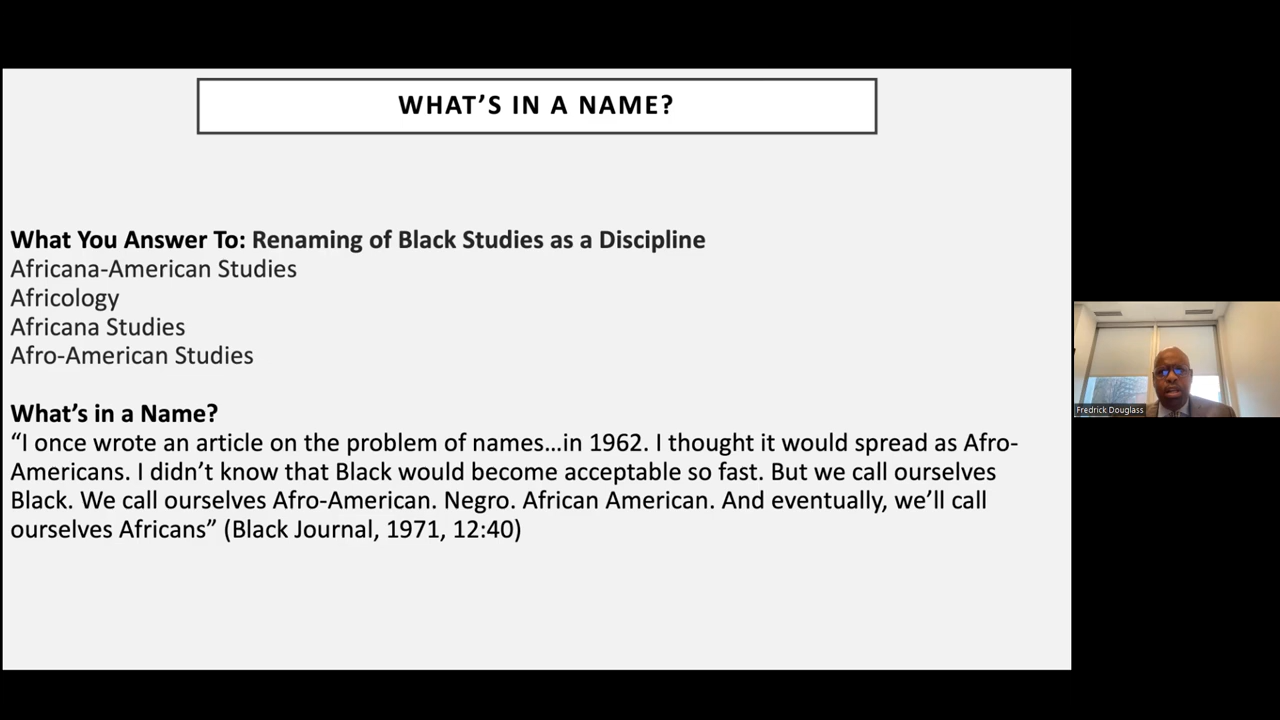 WHAT’S IN A NAME?
What You Answer To: Renaming of Black Studies as a Discipline
Africana-American Studies
Africology
Africana Studies
Afro-American Studies
What’s in a Name?
“I once wrote an article on the problem of names…in 1962. I thought it would spread as Afro-
Americans. I didn’t know that Black would become acceptable so fast. But we call ourselves
Black. We call ourselves Afro-American. Negro. African American. And eventually, we’ll call
ourselves Africans” (Black Journal, 1971, 12:40)
Fredrick Douglass